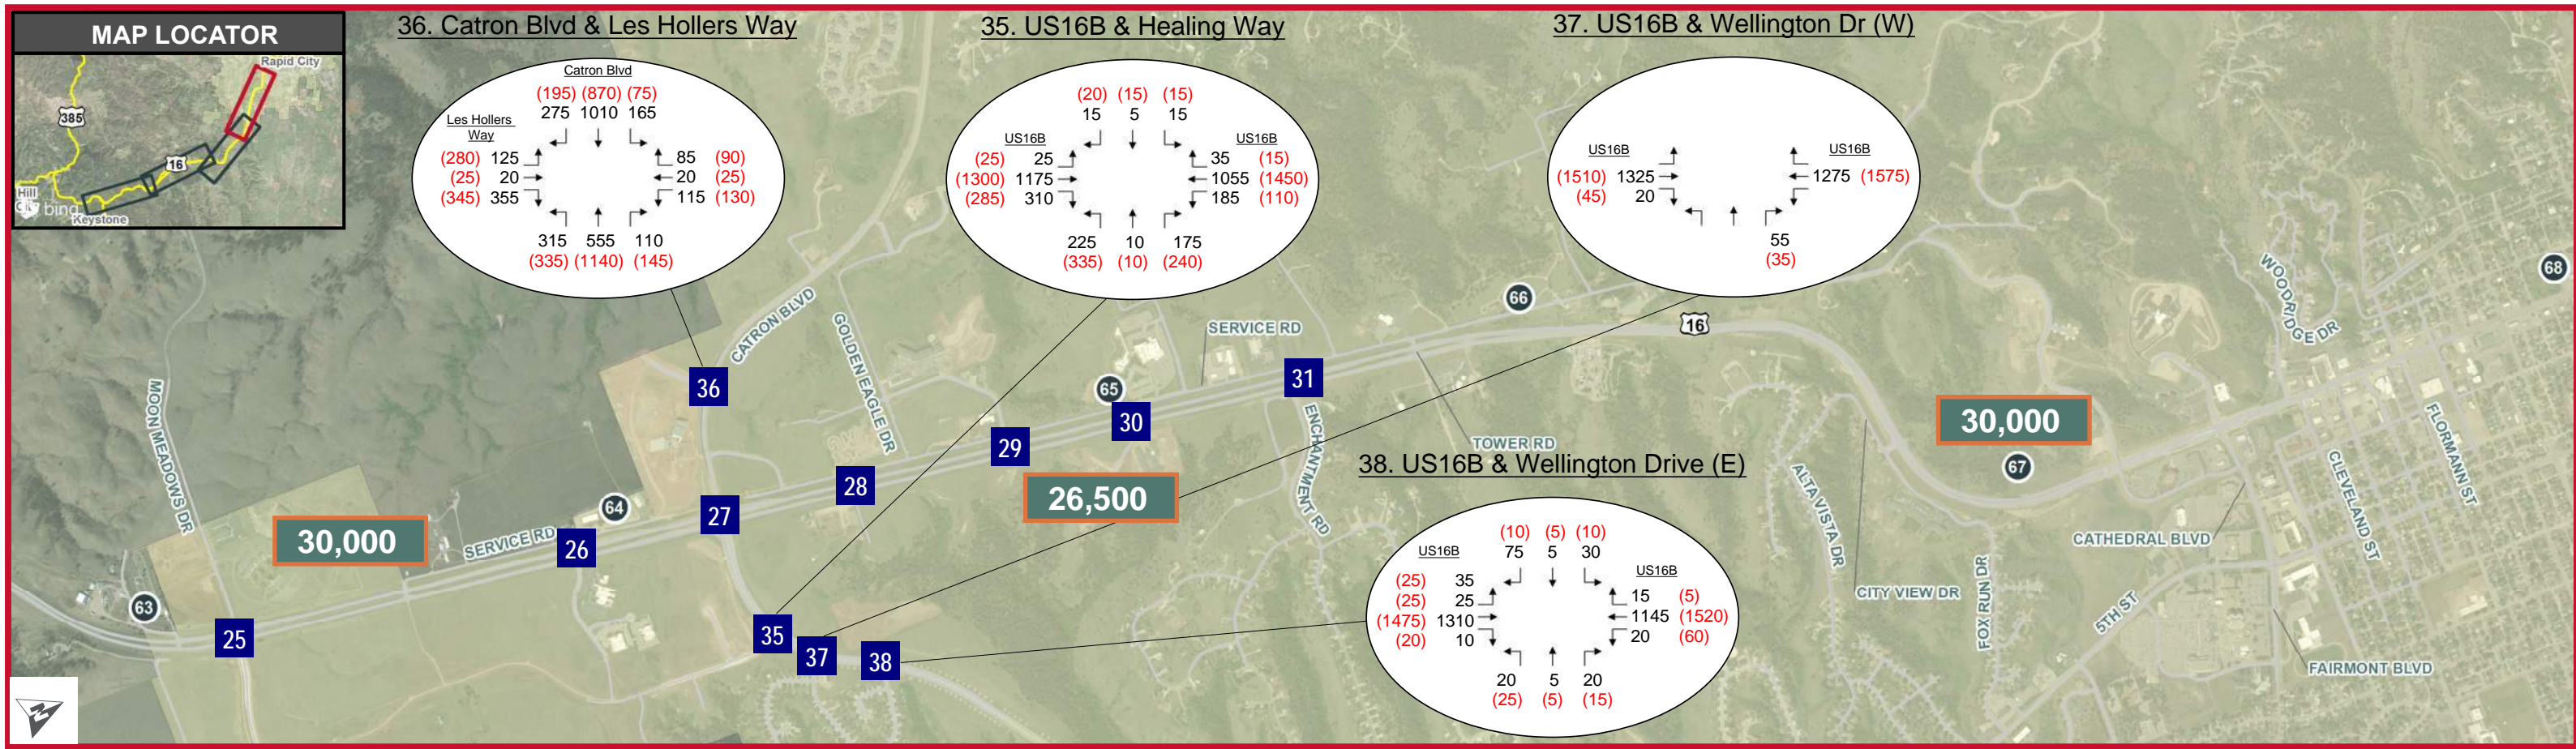 MAP LOCATOR
Rapid City
385
16
Hill City
bing
Keystone
36. Catron Blvd & Les Hollers Way
Catron Blvd
(195) (870) (75)
275 1010 165
Les Hollers
Way
(280) 125
(25) 20
(345) 355
85 (90)
20 (25)
115 (130)
315 555 110
(335) (1140) (145)
35. US16B & Healing Way
(20) (15) (15)
15 5 15
US16B
US16B
(25) 25
(1300) 1175
(285) 310
35 (15)
1055 (1450)
185 (110)
225 10 175
(335) (10) (240)
37. US16B & Wellington Dr (W)
US16B
US16B
(1510) 1325
(45) 20
1275 (1575)
55
(35)
38. US16B & Wellington Drive (E)
(10) (5) (10)
75 5 30
US16B
US16B
(25) 35
(25) 25
(1475) 1310
(20) 10
15 (5)
1145 (1520)
20 (60)
20 5 20
(25) (5) (15)
MOON MEADOWS DR
63
25
30,000
SERVICE RD
64
26
36
CATRON BLVD
27
GOLDEN EAGLE DR
28
35
37
38
29
26,500
65
30
SERVICE RD
31
ENCHANTMENT RD
66
TOWER RD
16
ALTA VISTA DR
CITY VIEW DR
FOX RUN DR
30,000
67
CATHEDRAL BLVD
5TH ST
FAIRMONT BLVD
CLEVELAND ST
FLORMANN ST
WOODRIDGE DR
68
N